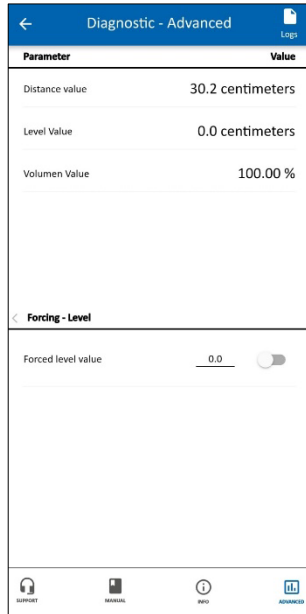 Diagnostic - Advanced
Logs
Parameter Value
Distance value 30.2 centimeters
Level Value 0.0 centimeters
Volumen Value 100.00 %
Forcing - Level
Forced level value 0.0
SUPPORT MANUAL INFO ADVANCED